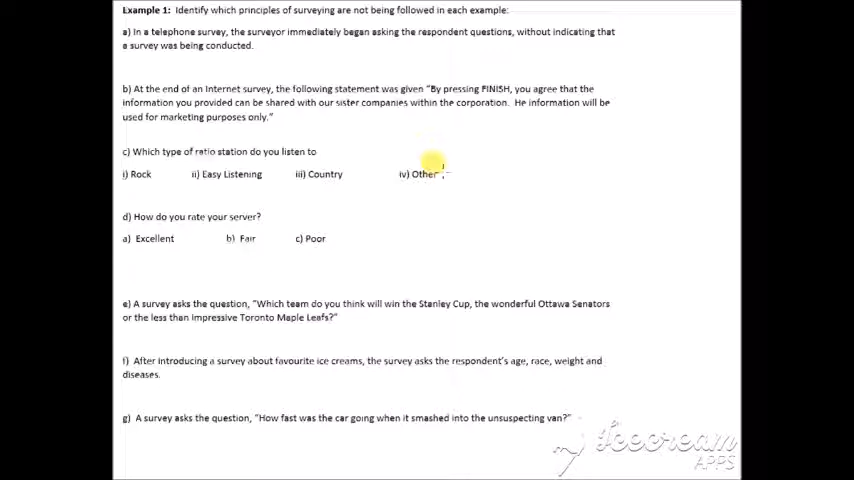 Example 1: Identify which principles of surveying are not being followed in each example:
a) In a telephone survey, the surveyor immediately began asking the respondent questions, without indicating that
a survey was being conducted.
b) At the end of an Internet survey, the following statement was given "By pressing FINISH, you agree that the
information you provided can be shared with our sister companies within the corporation. He information will be
used for marketing purposes only."
c) Which type of ratio station do you listen to
i) Rock ii) Easy Listening iii) Country iv) Other
d) How do you rate your server?
a) Excellent b) Fair c) Poor
e) A survey asks the question, "Which team do you think will win the Stanley Cup, the wonderful Ottawa Senators
or the less than impressive Toronto Maple Leafs?"
f) After introducing a survey about favourite ice creams, the survey asks the respondent's age, race, weight and
diseases.
g) A survey asks the question, "How fast was the car going when it smashed into the unsuspecting van?"
Icecream
APPS